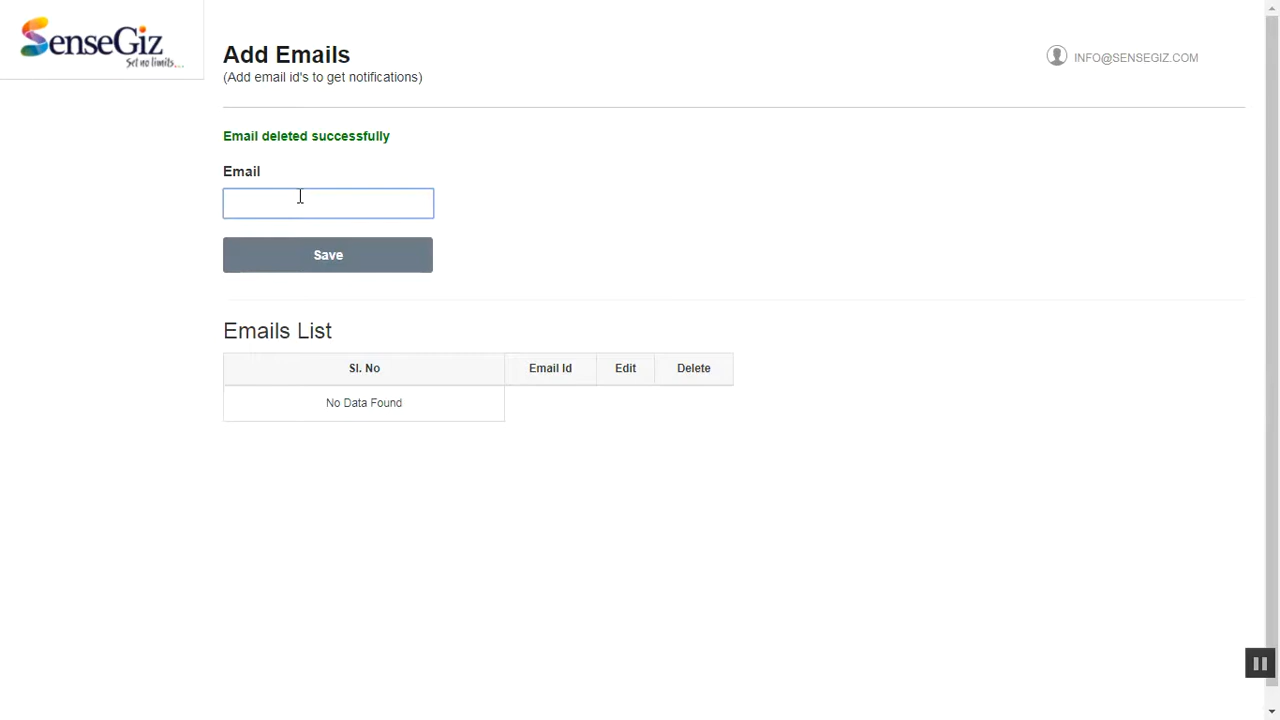 SenseGiz
Set no limits...
Add Emails
(Add email id's to get notifications)
INFO@SENSEGIZ.COM
Email deleted successfully
Email
Save
Emails List
Sl. No Email Id Edit Delete
No Data Found